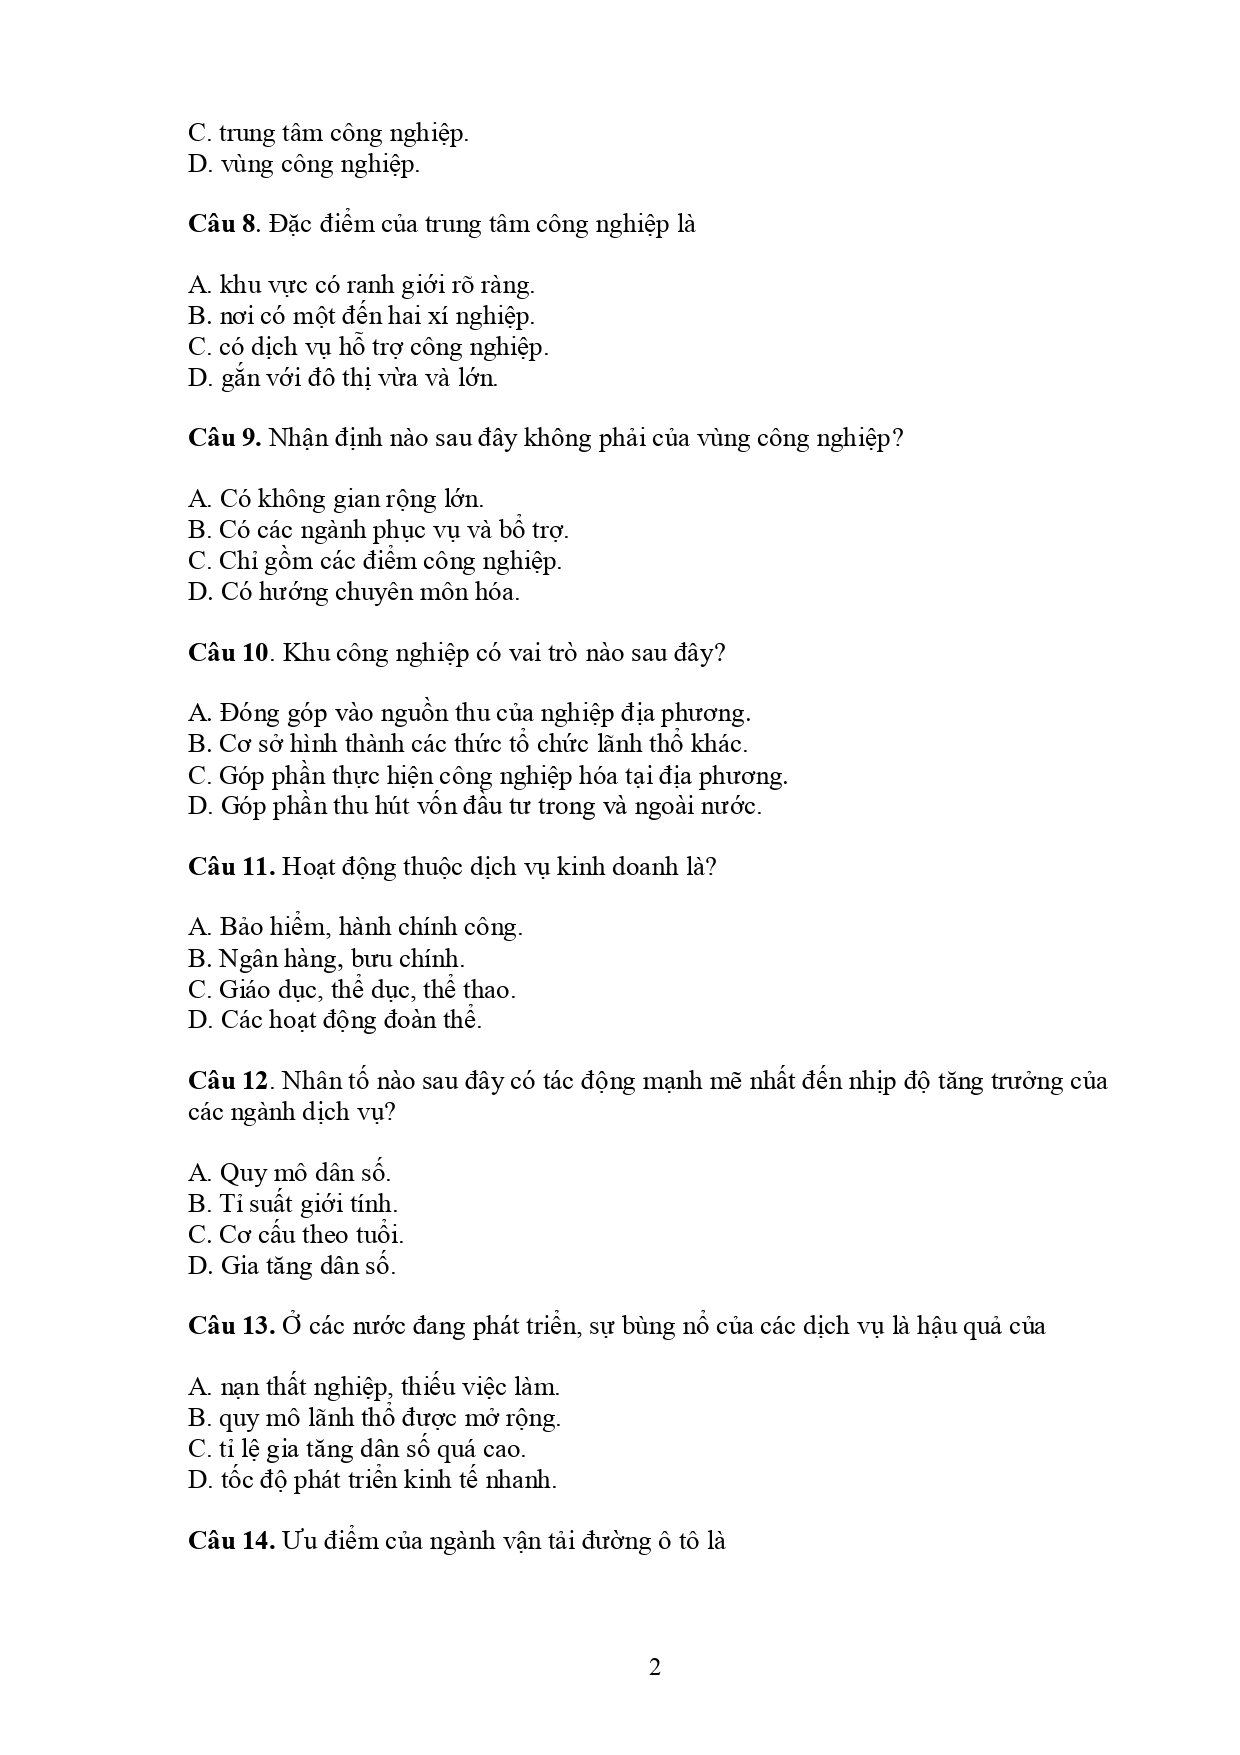 C. trung tâm công nghiệp.
D. vùng công nghiệp.
Câu 8. Đặc điểm của trung tâm công nghiệp là
A. khu vực có ranh giới rõ ràng.
B. nơi có một đến hai xí nghiệp.
C. có dịch vụ hỗ trợ công nghiệp.
D. gắn với đô thị vừa và lớn.
Câu 9. Nhận định nào sau đây không phải của vùng công nghiệp?
A. Có không gian rộng lớn.
B. Có các ngành phục vụ và bổ trợ.
C. Chỉ gồm các điểm công nghiệp.
D. Có hướng chuyên môn hóa.
Câu 10. Khu công nghiệp có vai trò nào sau đây?
A. Đóng góp vào nguồn thu của nghiệp địa phương.
B. Cơ sở hình thành các thức tổ chức lãnh thổ khác.
C. Góp phần thực hiện công nghiệp hóa tại địa phương.
D. Góp phần thu hút vốn đầu tư trong và ngoài nước.
Câu 11. Hoạt động thuộc dịch vụ kinh doanh là?
A. Bảo hiểm, hành chính công.
B. Ngân hàng, bưu chính.
C. Giáo dục, thể dục, thể thao.
D. Các hoạt động đoàn thể.
Câu 12. Nhân tố nào sau đây có tác động mạnh mẽ nhất đến nhịp độ tăng trưởng của
các ngành dịch vụ?
A. Quy mô dân số.
B. Tỉ suất giới tính.
C. Cơ cấu theo tuổi.
D. Gia tăng dân số.
Câu 13. Ở các nước đang phát triển, sự bùng nổ của các dịch vụ là hậu quả của
A. nạn thất nghiệp, thiếu việc làm.
B. quy mô lãnh thổ được mở rộng.
C. tỉ lệ gia tăng dân số quá cao.
D. tốc độ phát triển kinh tế nhanh.
Câu 14. Ưu điểm của ngành vận tải đường ô tô là
2